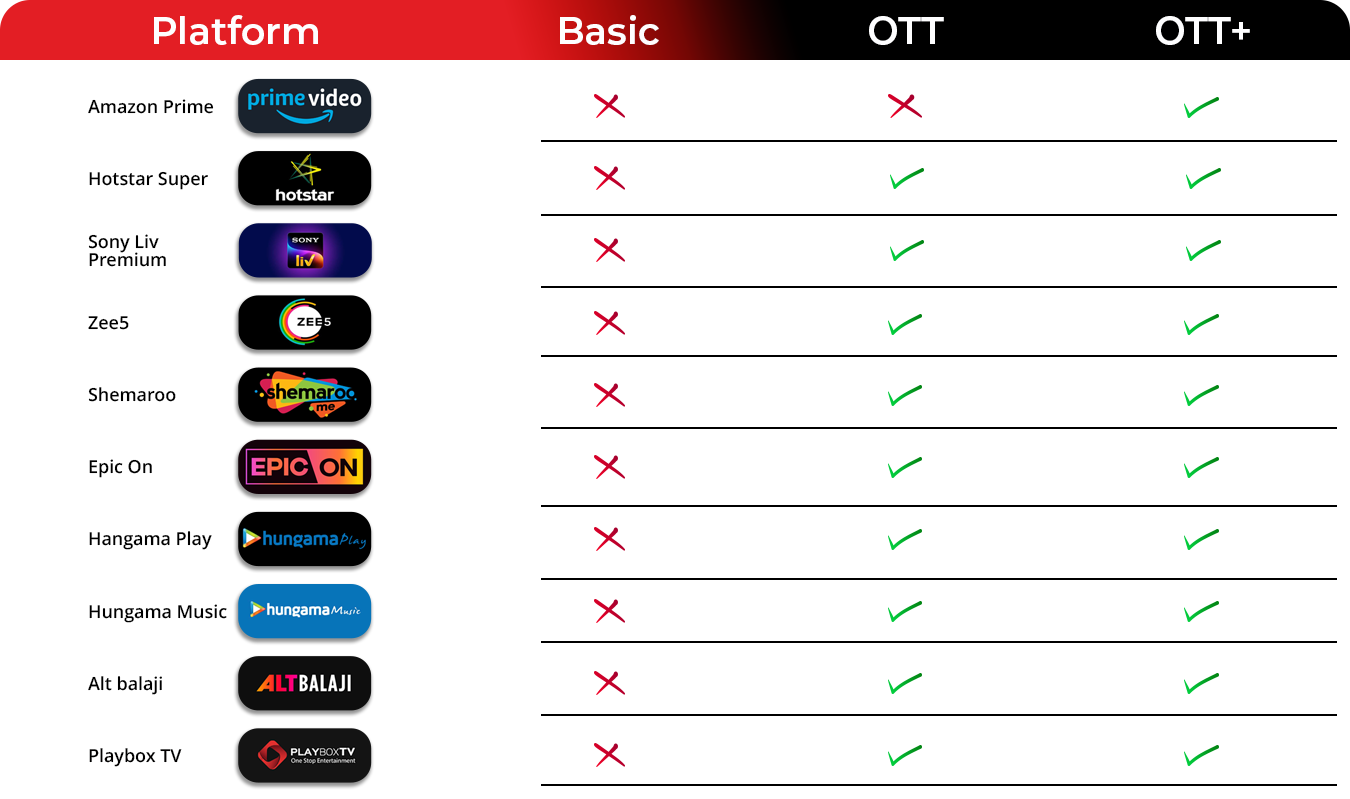 Platform Basic OTT OTT+
Amazon Prime prime video
Hotstar Super hotstar
Sony Liv
Premium
SONY
liv
Zee5 ZEE5
Shemaroo shemaroo
me
Epic On EPIC ON
Hangama Play hungama Play
Hungama Music hungama Music
Alt balaji ALTBALAJI
Playbox TV PLAYBOXTV
One Stop Entertainment